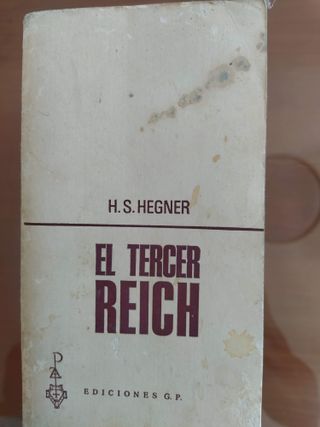 H. S. HEGNER
EL TERCER
REICH
EDICIONES G. P.